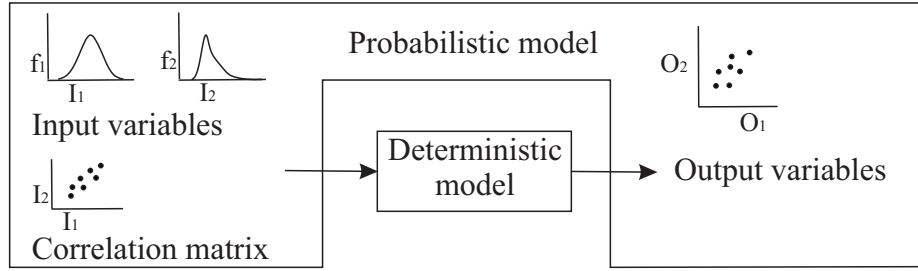 f₁
I₁
f₂
I₂
Input variables
I₂
I₁
Correlation matrix
Probabilistic model
Deterministic
model
O₂
O₁
Output variables